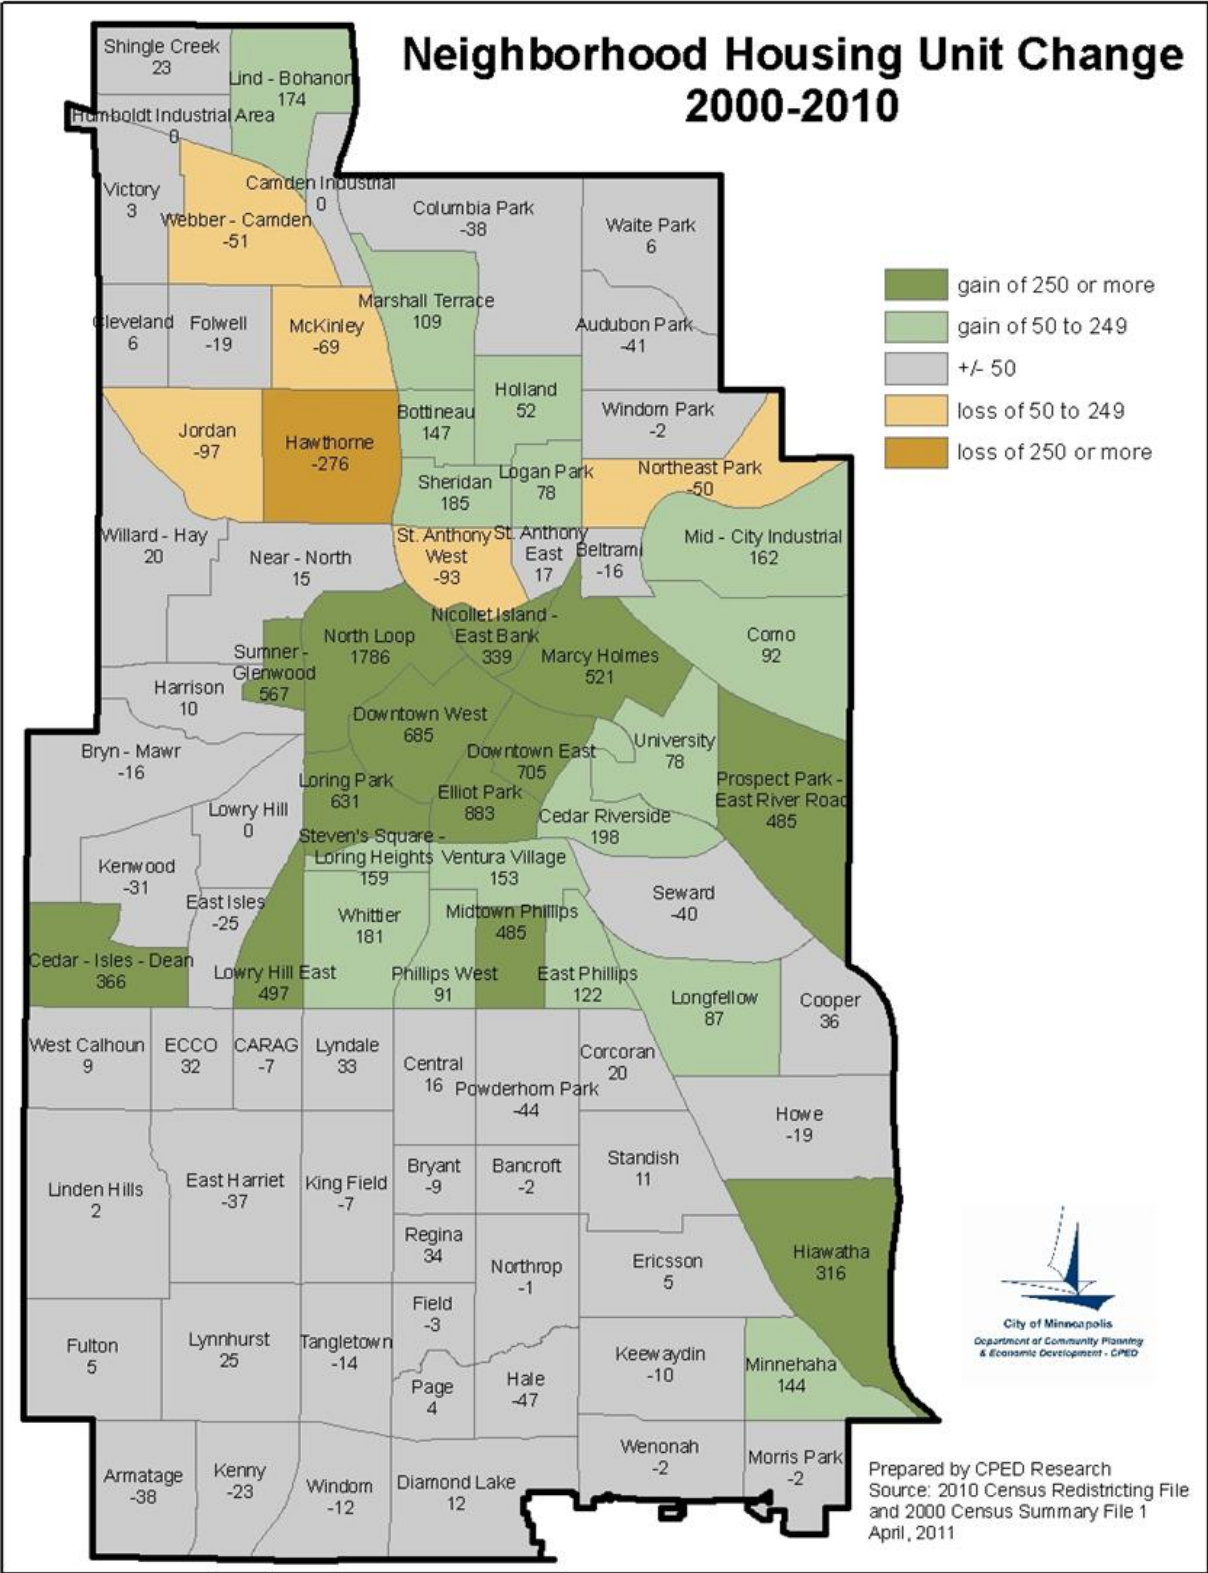 Neighborhood Housing Unit Change
2000-2010
Shingle Creek
23
Lind - Bohanon
174
Humboldt Industrial Area
0
Victory
3
Webber - Camden
-51
Camden Industrial
0
Columbia Park
-38
Waite Park
6
gain of 250 or more
gain of 50 to 249
+/- 50
loss of 50 to 249
loss of 250 or more
Cleveland
6
Folwell
-19
McKinley
-69
Marshall Terrace
109
Audubon Park
-41
Holland
52
Bottineau
147
Windom Park
-2
Jordan
-97
Hawthorne
-276
Sheridan
185
Logan Park
78
Northeast Park
-50
Willard - Hay
20
Near - North
15
St. Anthony
West
-93
St. Anthony
East
17
Beltrami
-16
Mid - City Industrial
162
Sumner -
Glenwood
567
North Loop
1786
Nicollet Island -
East Bank
339
Marcy Holmes
521
Como
92
Harrison
10
Downtown West
685
Downtown East
705
University
78
Bryn - Mawr
-16
Loring Park
631
Elliot Park
883
Cedar Riverside
198
Prospect Park -
East River Road
485
Lowry Hill
0
Steven's Square -
Loring Heights
159
Ventura Village
153
Kenwood
-31
East Isles
-25
Whittier
181
Midtown Phillips
485
Seward
-40
Cedar - Isles - Dean
366
Lowry Hill East
497
Phillips West
91
East Phillips
122
Longfellow
87
Cooper
36
West Calhoun
9
ECCO
32
CARAG
-7
Lyndale
33
Central
16
Powderhorn Park
-44
Corcoran
20
Howe
-19
Linden Hills
2
East Harriet
-37
King Field
-7
Bryant
-9
Bancroft
-2
Standish
11
Regina
34
Northrop
-1
Ericsson
5
Hiawatha
316
Fulton
5
Lynnhurst
25
Tangletown
-14
Field
-3
Page
4
Hale
-47
Keewaydin
-10
Minnehaha
144
Armatage
-38
Kenny
-23
Windom
-12
Diamond Lake
12
Wenonah
-2
Morris Park
-2
City of Minneapolis
Department of Community Planning
& Economic Development - CPED
Prepared by CPED Research
Source: 2010 Census Redistricting File
and 2000 Census Summary File 1
April, 2011